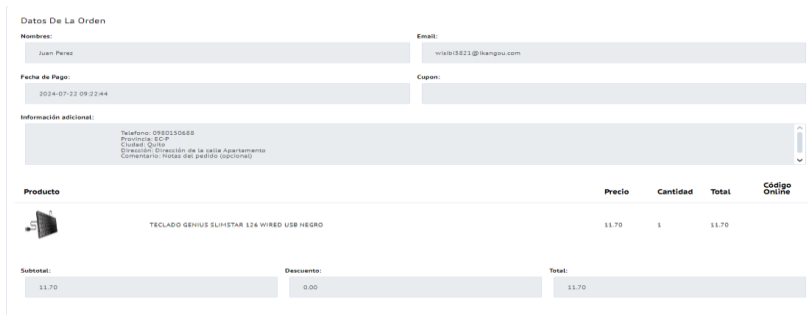 Datos De La Orden
Nombres: Email:
Juan Perez wisibi3821@ikangou.com
Fecha de Pago: Cupon:
2024-07-22 09:22:44
Información adicional:
Telefono: 0980150688
Provincia: EC-P
Ciudad: Quito
Dirección: Dirección de la calle Apartamento
Comentario: Notas del pedido (opcional)
Producto Precio Cantidad Total Código Online
TECLADO GENIUS SLIMSTAR 126 WIRED USB NEGRO 11.70 1 11.70
Subtotal: Descuento: Total:
11.70 0.00 11.70